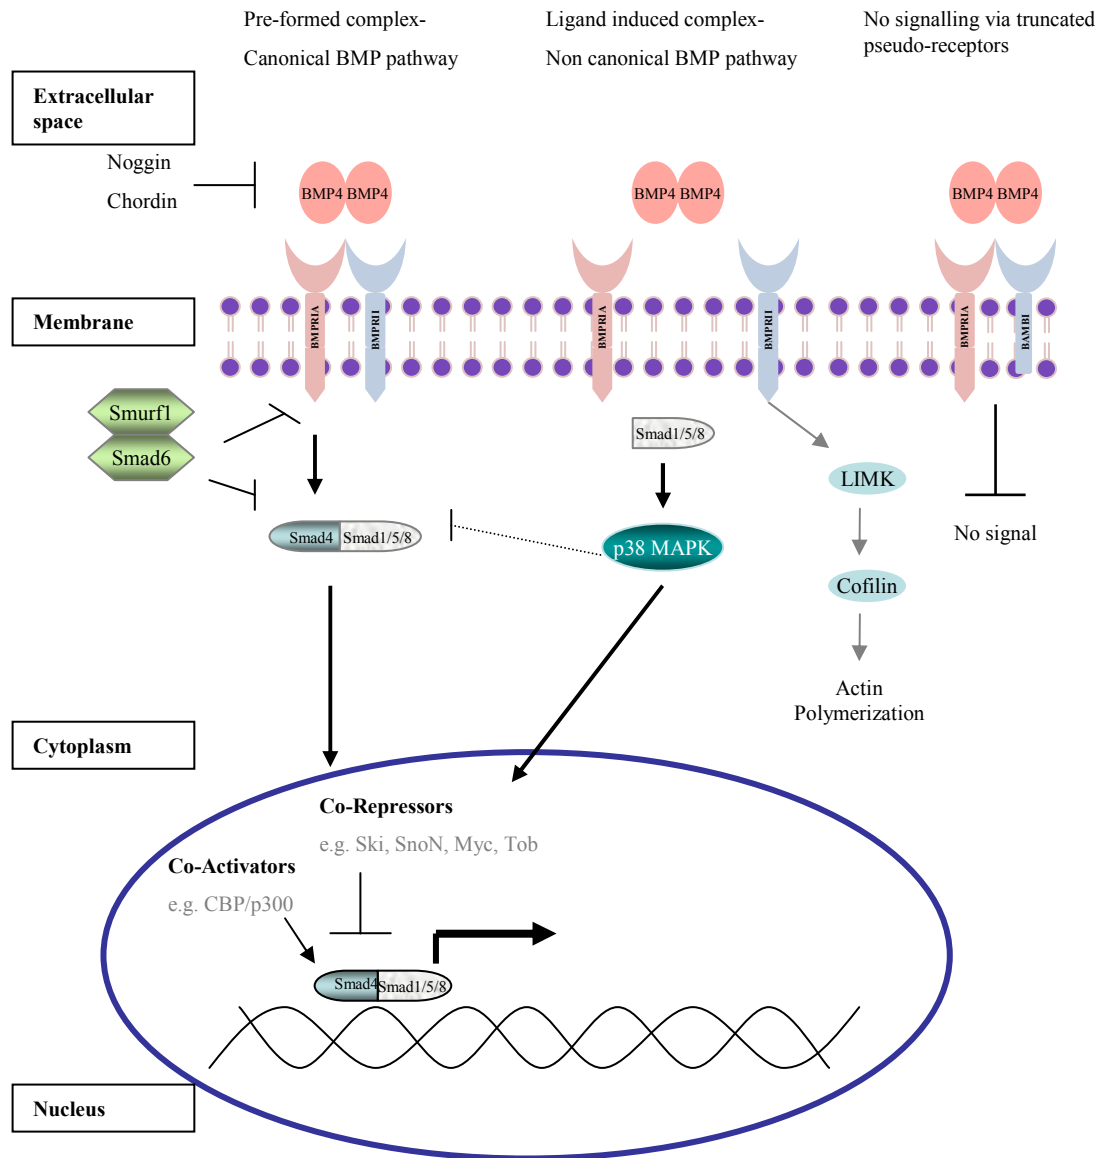 Pre-formed complex-
Canonical BMP pathway
Ligand induced complex-
Non canonical BMP pathway
No signalling via truncated
pseudo-receptors
Extracellular
space
Noggin
Chordin
BMP4
BMP4
BMP4
BMP4
BMP4
BMP4
Membrane
BMPRIA
BMPRII
BMPRIA
BMPRII
BMPRIA
BAMBI
Smurf1
Smad6
Smad1/5/8
LIMK
Smad4
Smad1/5/8
p38 MAPK
No signal
Cofilin
Actin
Polymerization
Cytoplasm
Co-Repressors
e.g. Ski, SnoN, Myc, Tob
Co-Activators
e.g. CBP/p300
Smad4
Smad1/5/8
Nucleus